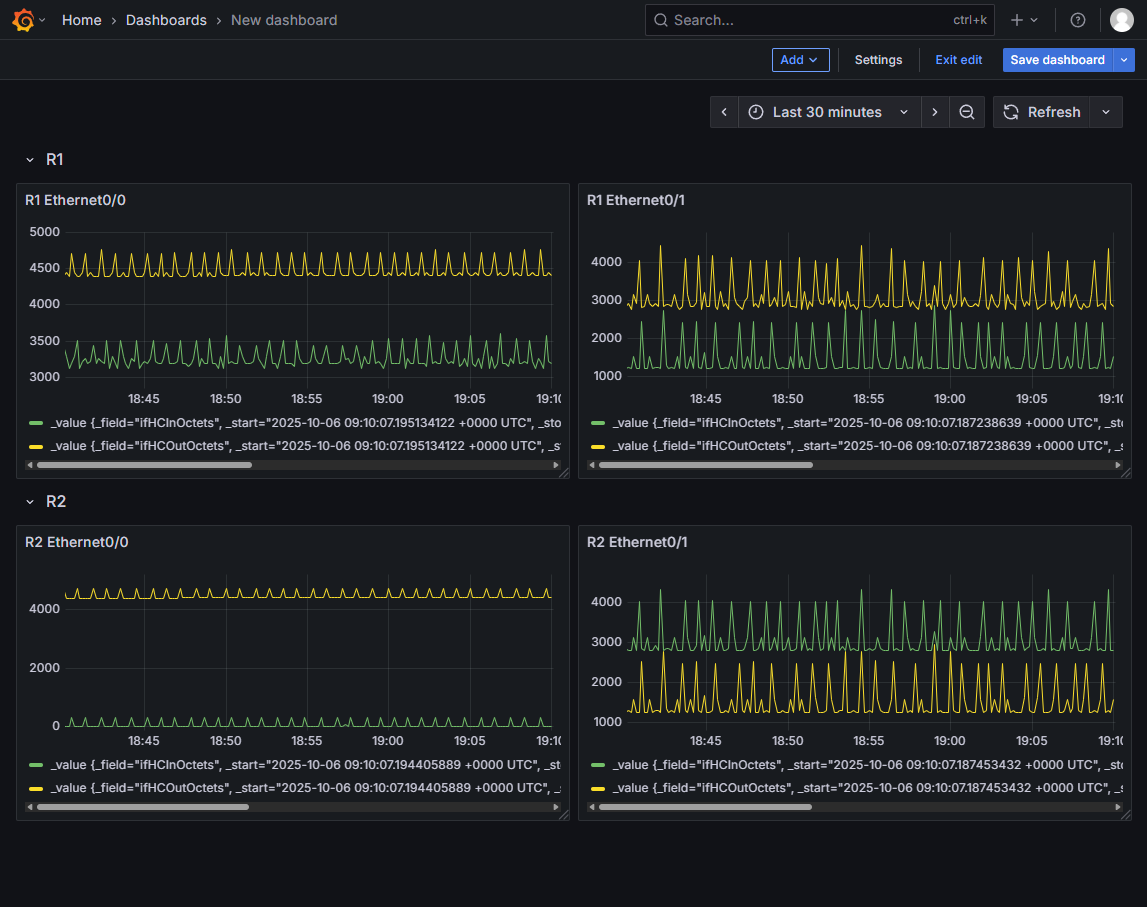 Home › Dashboards › New dashboard Search... ctrl+k
Add Settings Exit edit Save dashboard
Last 30 minutes Refresh
R1
R1 Ethernet0/0
5000
4500
4000
3500
3000
18:45 18:50 18:55 19:00 19:05 19:10
_value {_field="ifHCInOctets", _start="2025-10-06 09:10:07.195134122 +0000 UTC", _sto
_value {_field="ifHCOutOctets", _start="2025-10-06 09:10:07.195134122 +0000 UTC", _s
R1 Ethernet0/1
4000
3000
2000
1000
18:45 18:50 18:55 19:00 19:05 19:10
_value {_field="ifHCInOctets", _start="2025-10-06 09:10:07.187238639 +0000 UTC", _sto
_value {_field="ifHCOutOctets", _start="2025-10-06 09:10:07.187238639 +0000 UTC", _s
R2
R2 Ethernet0/0
4000
2000
0
18:45 18:50 18:55 19:00 19:05 19:10
_value {_field="ifHCInOctets", _start="2025-10-06 09:10:07.194405889 +0000 UTC", _st
_value {_field="ifHCOutOctets", _start="2025-10-06 09:10:07.194405889 +0000 UTC", _
R2 Ethernet0/1
4000
3000
2000
1000
18:45 18:50 18:55 19:00 19:05 19:10
_value {_field="ifHCInOctets", _start="2025-10-06 09:10:07.187453432 +0000 UTC", _sto
_value {_field="ifHCOutOctets", _start="2025-10-06 09:10:07.187453432 +0000 UTC", _s